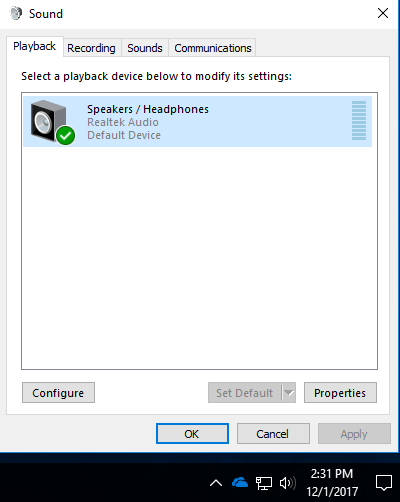 Sound
Playback Recording Sounds Communications
Select a playback device below to modify its settings:
Speakers / Headphones
Realtek Audio
Default Device
Configure Set Default Properties
OK Cancel Apply
2:31 PM
12/1/2017